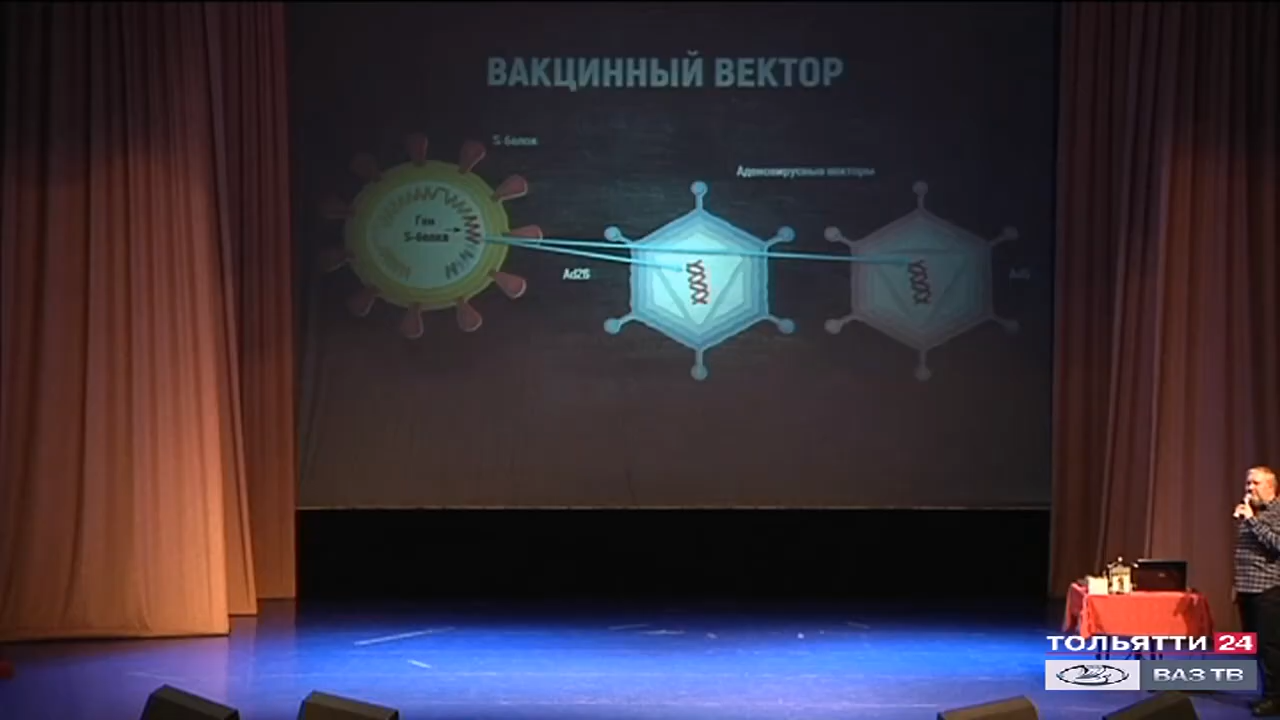 ВАКЦИННЫЙ ВЕКТОР
S-белок
Аденовирусные векторы
Ген
S-белка
Ad26
Ad5
ТОЛЬЯТТИ 24
ВАЗ ТВ